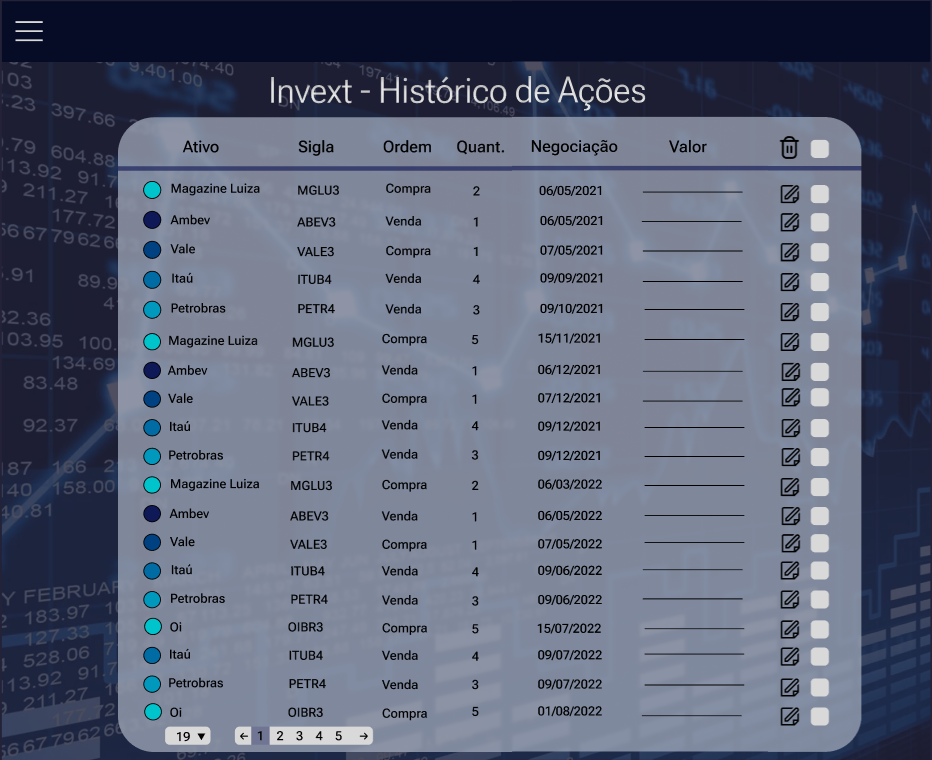 Invext - Histórico de Ações
Ativo Sigla Ordem Quant. Negociação Valor
Magazine Luiza MGLU3 Compra 2 06/05/2021
Ambev ABEV3 Venda 1 06/05/2021
Vale VALE3 Compra 1 07/05/2021
Itaú ITUB4 Venda 4 09/09/2021
Petrobras PETR4 Venda 3 09/10/2021
Magazine Luiza MGLU3 Compra 5 15/11/2021
Ambev ABEV3 Venda 1 06/12/2021
Vale VALE3 Compra 1 07/12/2021
Itaú ITUB4 Venda 4 09/12/2021
Petrobras PETR4 Venda 3 09/12/2021
Magazine Luiza MGLU3 Compra 2 06/03/2022
Ambev ABEV3 Venda 1 06/05/2022
Vale VALE3 Compra 1 07/05/2022
Itaú ITUB4 Venda 4 09/06/2022
Petrobras PETR4 Venda 3 09/06/2022
Oi OIBR3 Compra 5 15/07/2022
Itaú ITUB4 Venda 4 09/07/2022
Petrobras PETR4 Venda 3 09/07/2022
Oi OIBR3 Compra 5 01/08/2022
19 ▼ ← 1 2 3 4 5 →